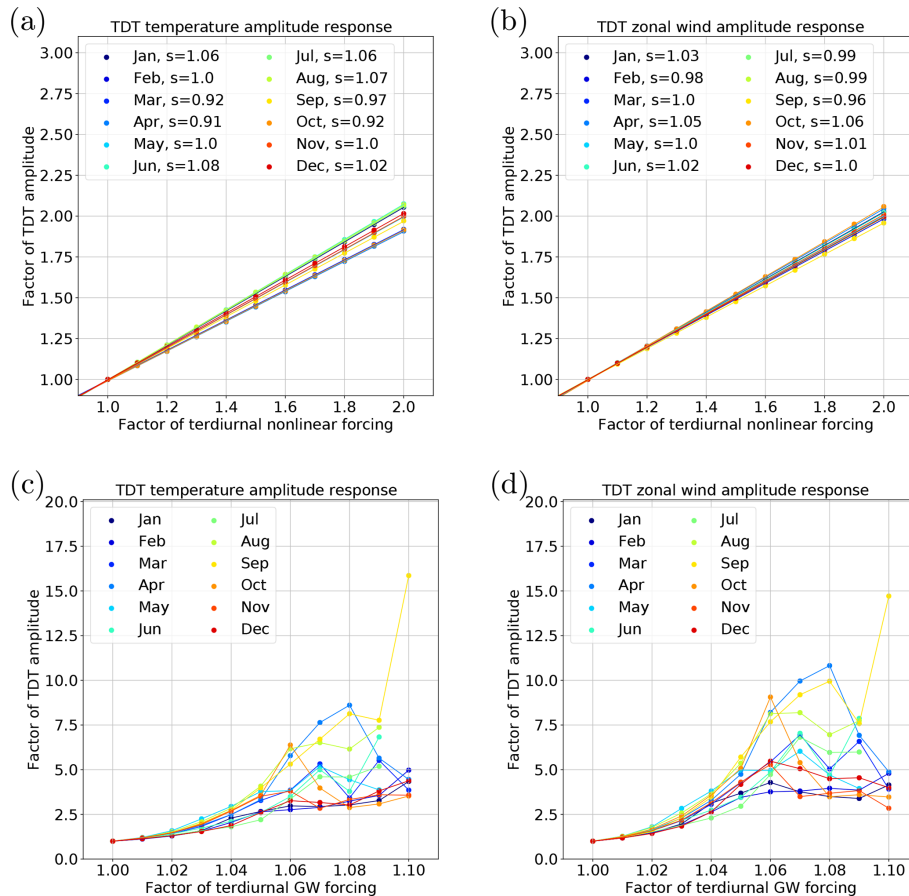 (a)
TDT temperature amplitude response
3.00
2.75
2.50
2.25
2.00
1.75
1.50
1.25
1.00
Factor of TDT amplitude
Jan, s=1.06
Feb, s=1.0
Mar, s=0.92
Apr, s=0.91
May, s=1.0
Jun, s=1.08
Jul, s=1.06
Aug, s=1.07
Sep, s=0.97
Oct, s=0.92
Nov, s=1.0
Dec, s=1.02
1.0 1.2 1.4 1.6 1.8 2.0
Factor of terdiurnal nonlinear forcing
(b)
TDT zonal wind amplitude response
3.00
2.75
2.50
2.25
2.00
1.75
1.50
1.25
1.00
Factor of TDT amplitude
Jan, s=1.03
Feb, s=0.98
Mar, s=1.0
Apr, s=1.05
May, s=1.0
Jun, s=1.02
Jul, s=0.99
Aug, s=0.99
Sep, s=0.96
Oct, s=1.06
Nov, s=1.01
Dec, s=1.0
1.0 1.2 1.4 1.6 1.8 2.0
Factor of terdiurnal nonlinear forcing
(c)
TDT temperature amplitude response
20.0
17.5
15.0
12.5
10.0
7.5
5.0
2.5
0.0
Factor of TDT amplitude
Jan
Feb
Mar
Apr
May
Jun
Jul
Aug
Sep
Oct
Nov
Dec
1.00 1.02 1.04 1.06 1.08 1.10
Factor of terdiurnal GW forcing
(d)
TDT zonal wind amplitude response
20.0
17.5
15.0
12.5
10.0
7.5
5.0
2.5
0.0
Factor of TDT amplitude
Jan
Feb
Mar
Apr
May
Jun
Jul
Aug
Sep
Oct
Nov
Dec
1.00 1.02 1.04 1.06 1.08 1.10
Factor of terdiurnal GW forcing